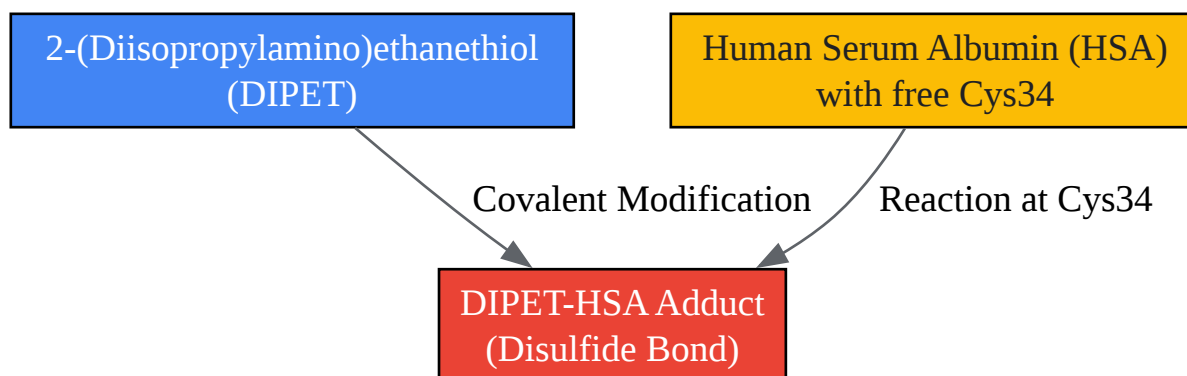 2-(Diisopropylamino)ethanethiol
(DIPET)
Human Serum Albumin (HSA)
with free Cys34
Covalent Modification
Reaction at Cys34
DIPET-HSA Adduct
(Disulfide Bond)